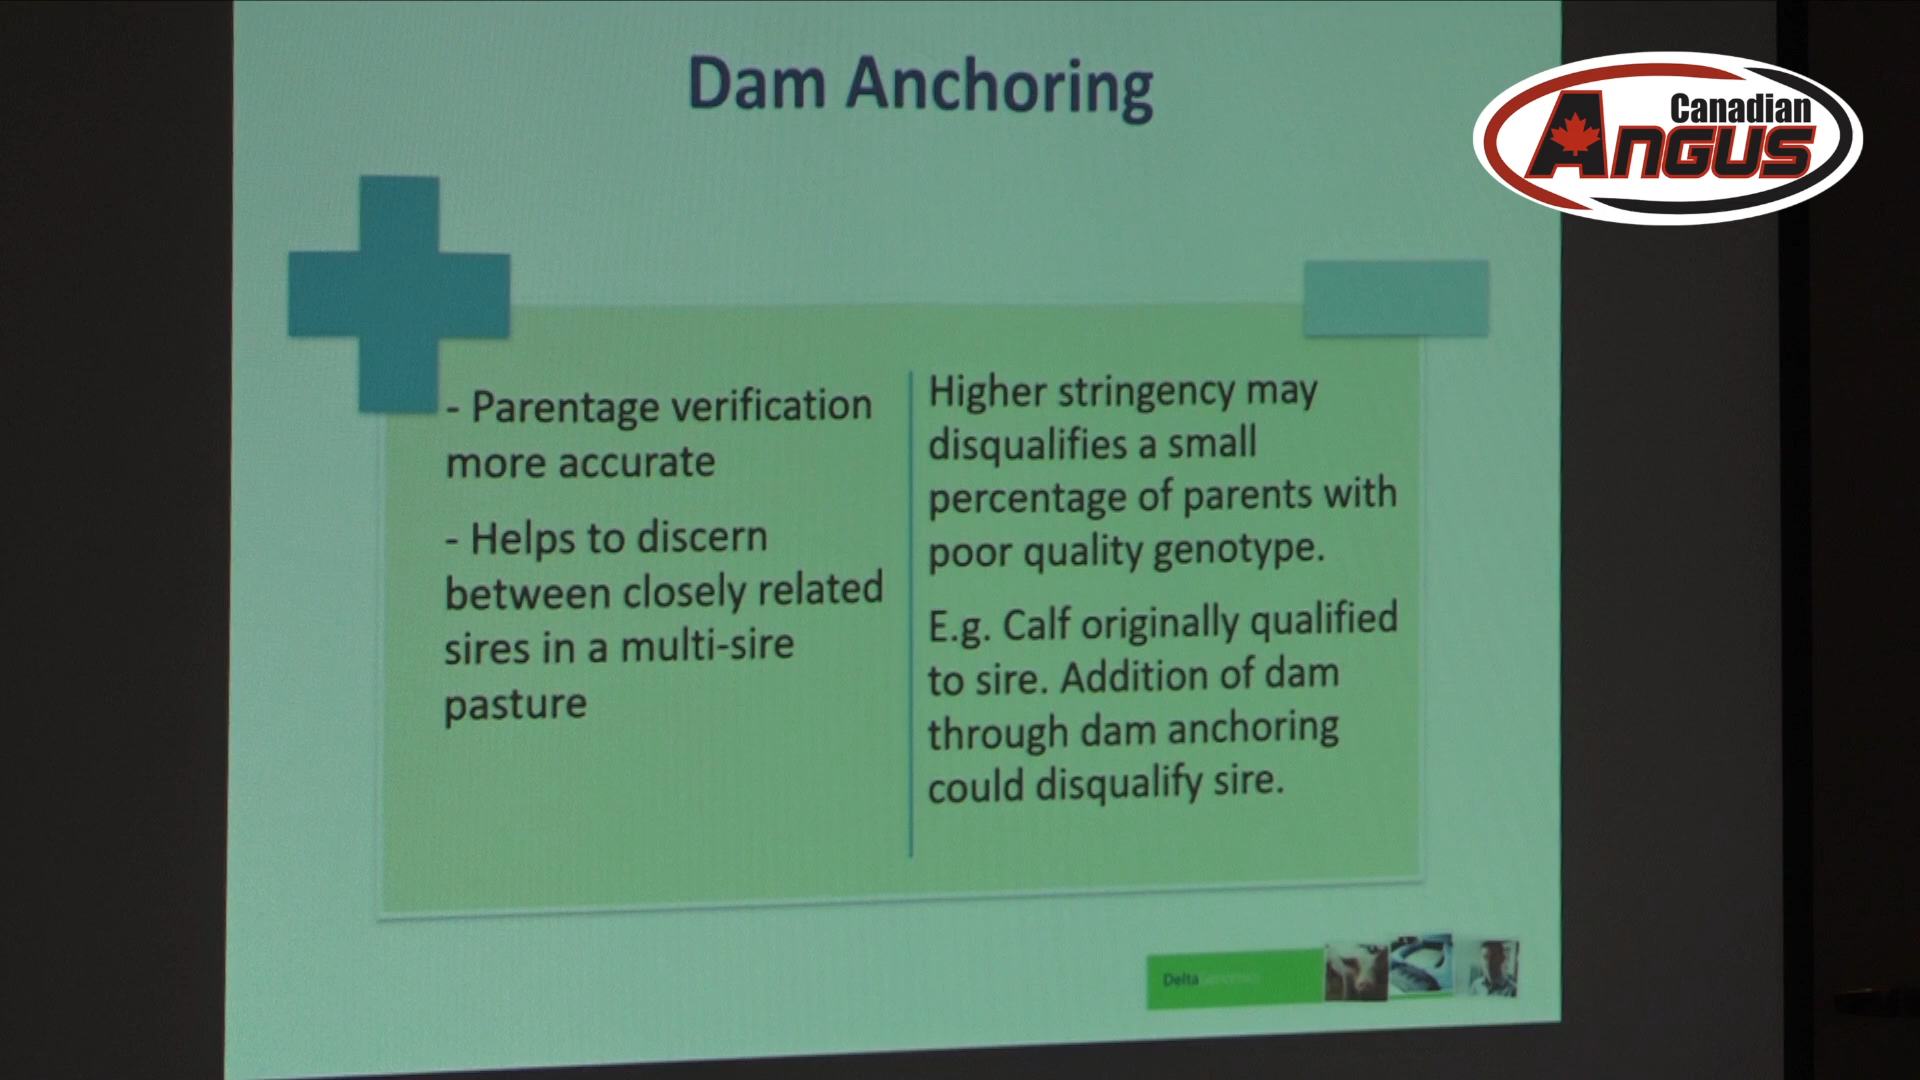 Dam Anchoring
Canadian
ANGUS
- Parentage verification
more accurate
- Helps to discern
between closely related
sires in a multi-sire
pasture
Higher stringency may
disqualifies a small
percentage of parents with
poor quality genotype.
E.g. Calf originally qualified
to sire. Addition of dam
through dam anchoring
could disqualify sire.
Delta